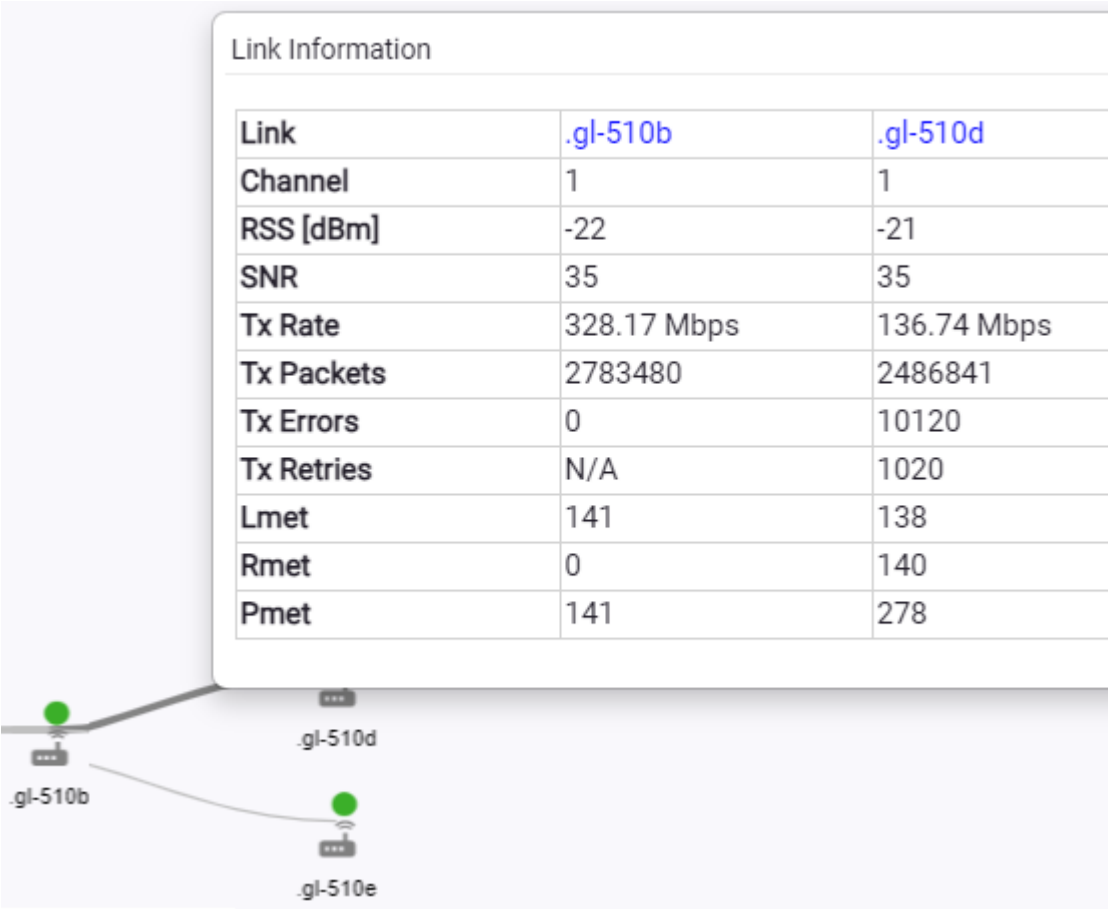 Link Information
Link .gl-510b .gl-510d
Channel 1 1
RSS [dBm] -22 -21
SNR 35 35
Tx Rate 328.17 Mbps 136.74 Mbps
Tx Packets 2783480 2486841
Tx Errors 0 10120
Tx Retries N/A 1020
Lmet 141 138
Rmet 0 140
Pmet 141 278
.gl-510d
.gl-510b
.gl-510e